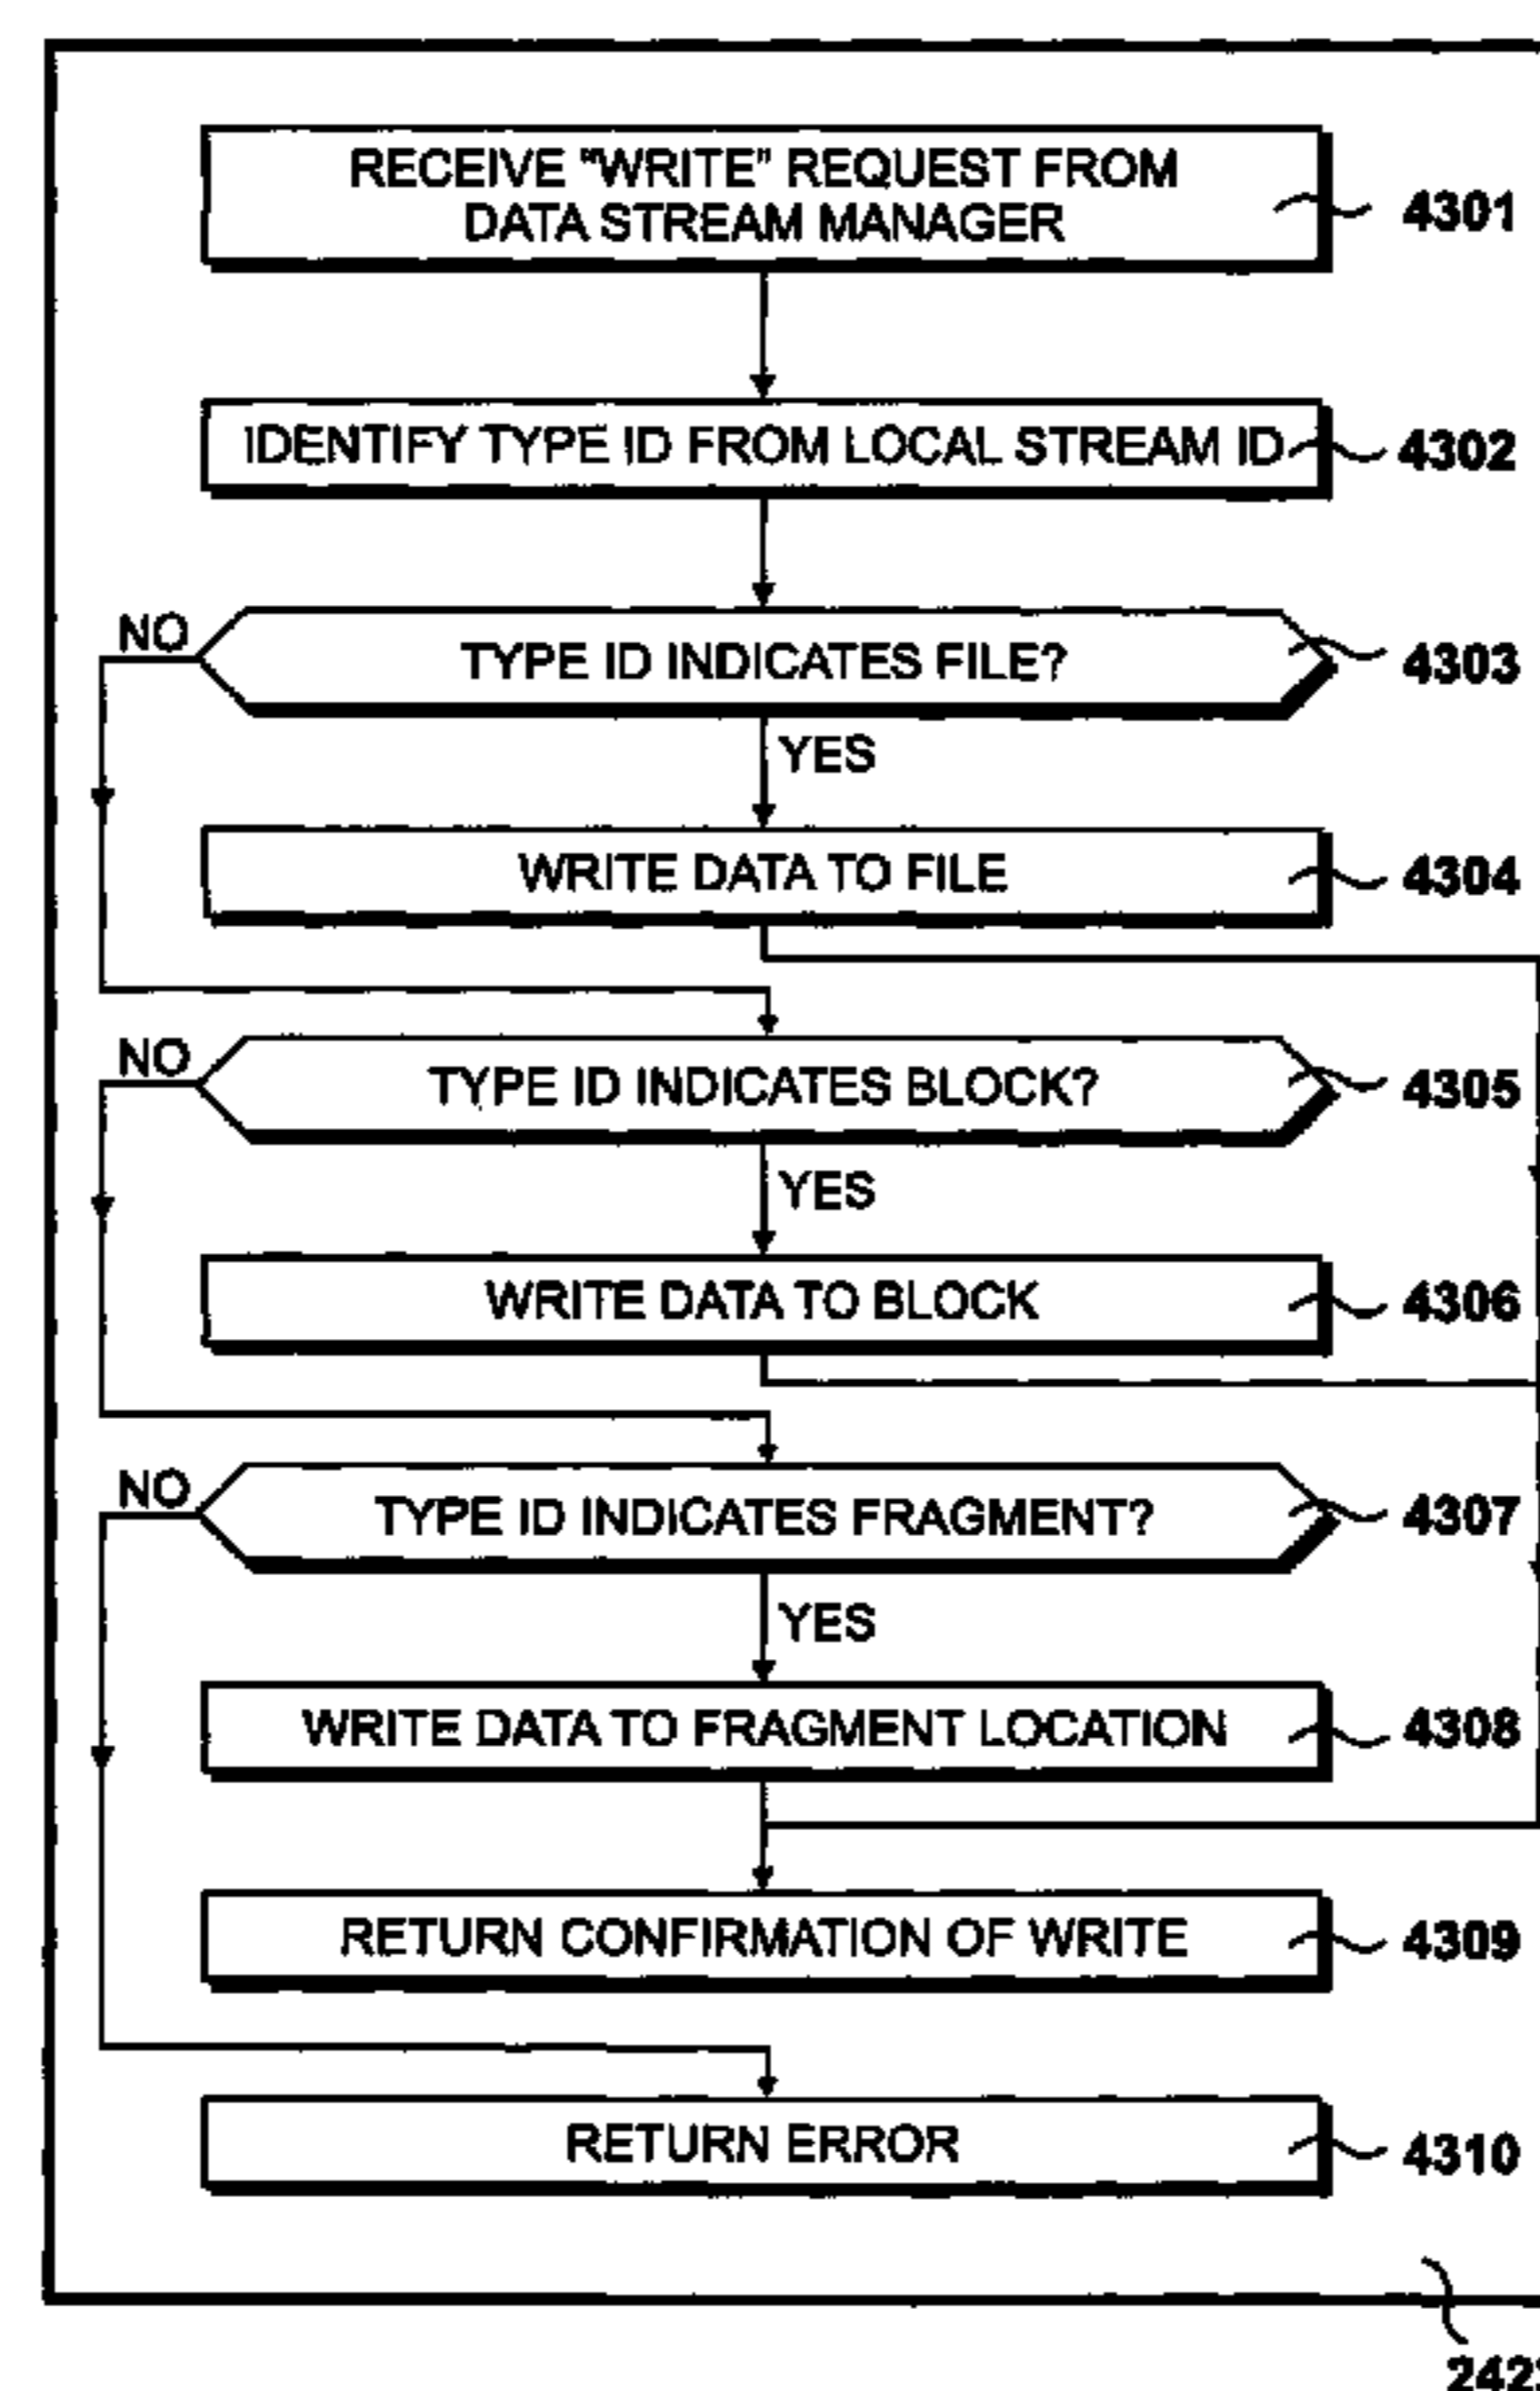 RECEIVE "WRITE" REQUEST FROM
DATA STREAM MANAGER
4301
IDENTIFY TYPE ID FROM LOCAL STREAM ID
4302
NO
TYPE ID INDICATES FILE?
4303
YES
WRITE DATA TO FILE
4304
NO
TYPE ID INDICATES BLOCK?
4305
YES
WRITE DATA TO BLOCK
4306
NO
TYPE ID INDICATES FRAGMENT?
4307
YES
WRITE DATA TO FRAGMENT LOCATION
4308
RETURN CONFIRMATION OF WRITE
4309
RETURN ERROR
4310